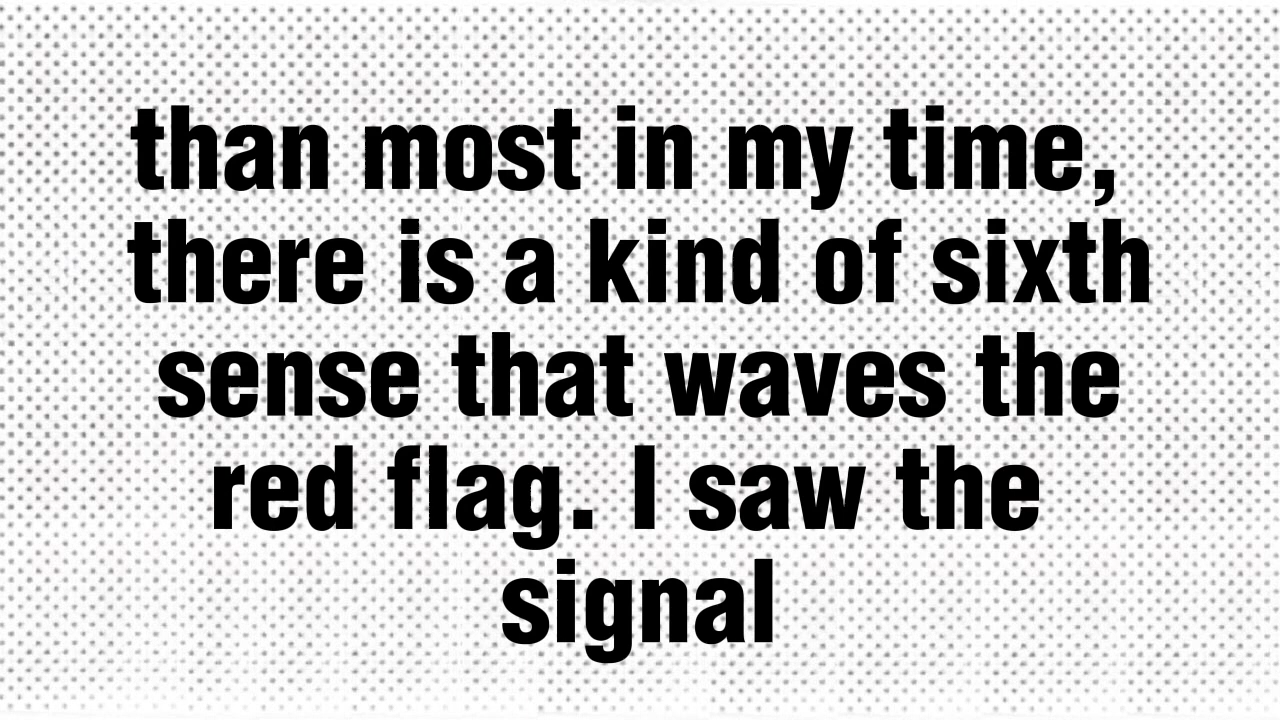 than most in my time,
there is a kind of sixth
sense that waves the
red flag. I saw the
signal